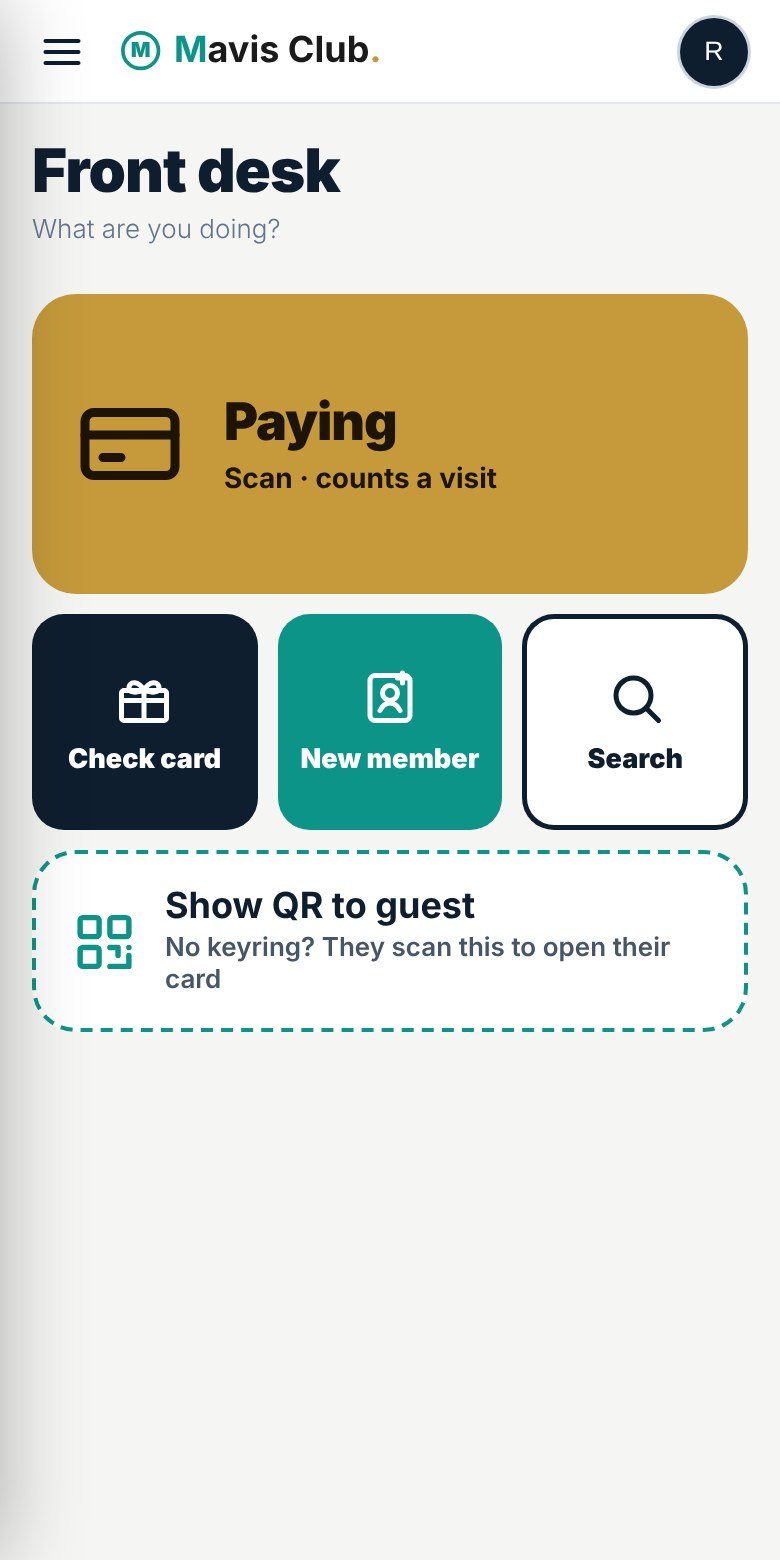 M Mavis Club.
R
Front desk
What are you doing?
Paying
Scan · counts a visit
Check card
New member
Search
Show QR to guest
No keyring? They scan this to open their
card